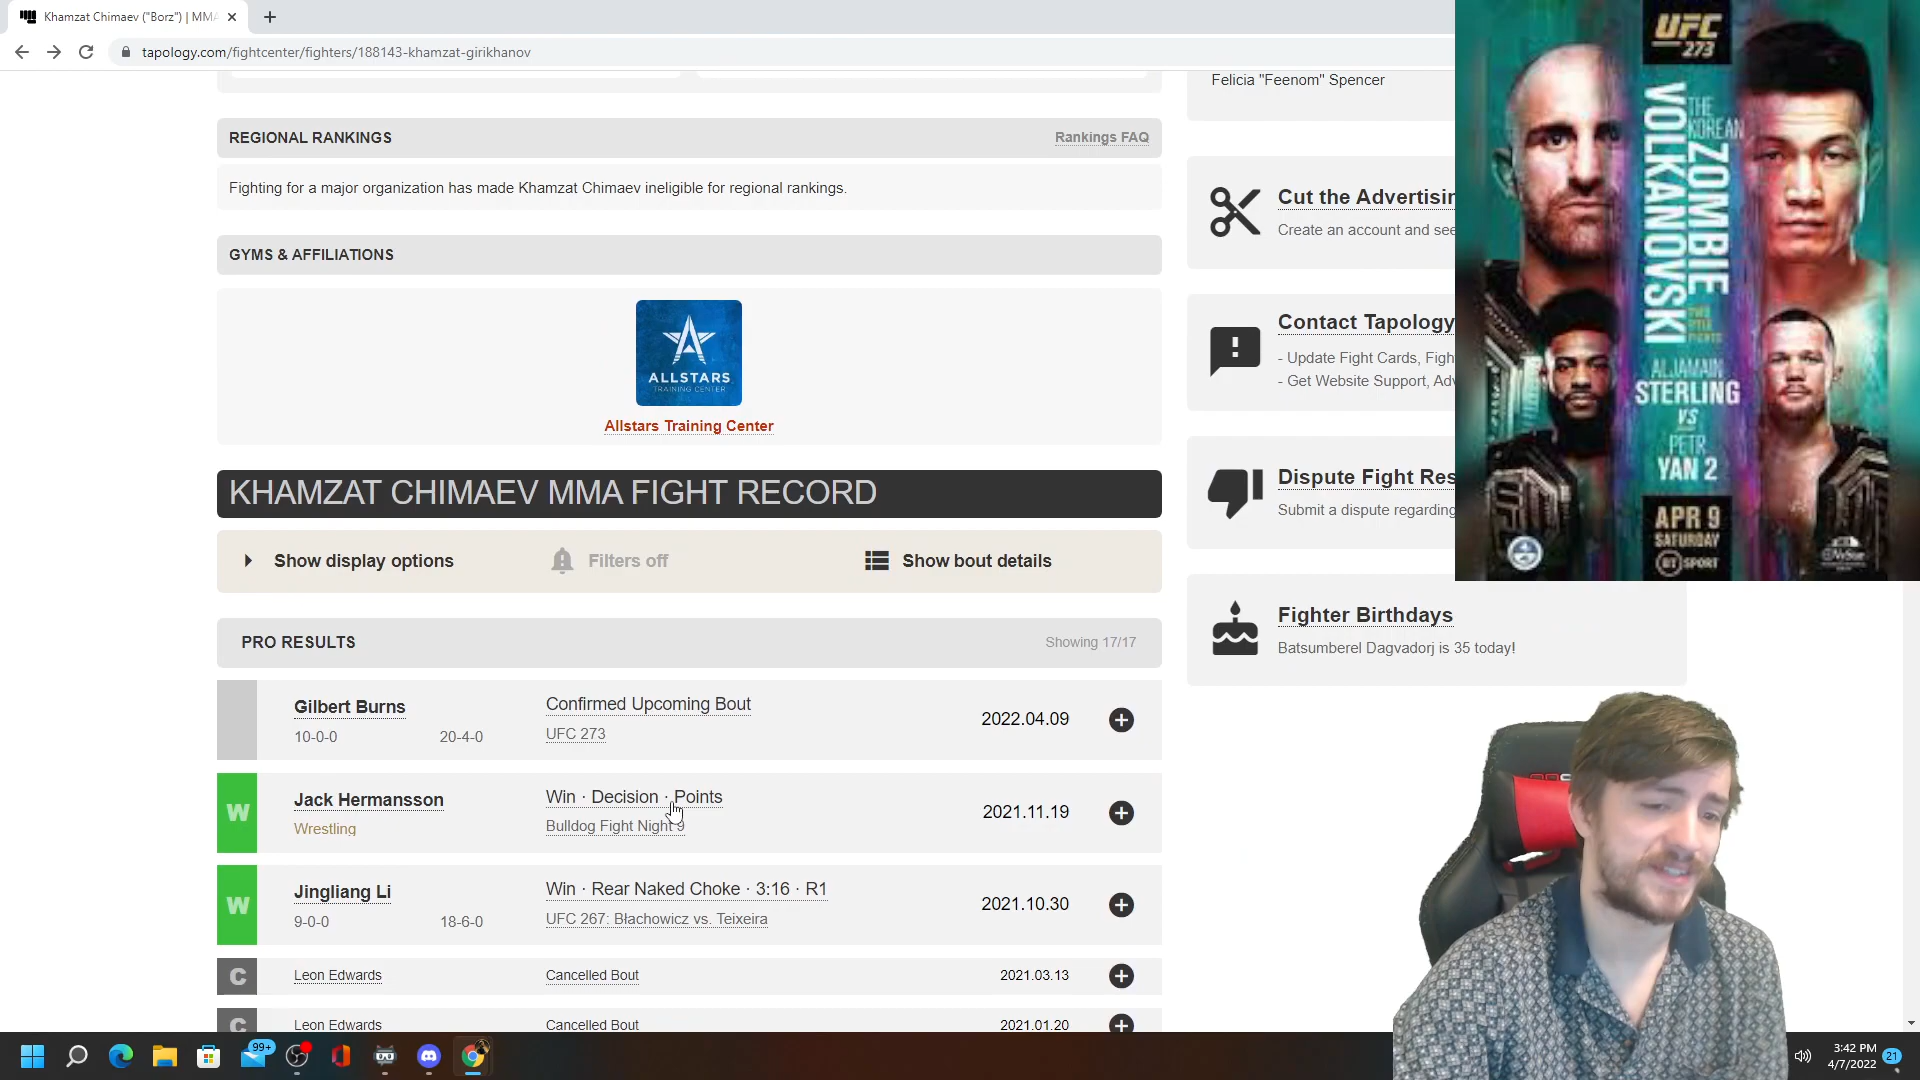 Khamzat Chimaev ("Borz") | MMA
tapology.com/fightcenter/fighters/188143-khamzat-girikhanov
Felicia "Feenom" Spencer
REGIONAL RANKINGS
Rankings FAQ
Fighting for a major organization has made Khamzat Chimaev ineligible for regional rankings.
GYMS & AFFILIATIONS
ALLSTARS
TRAINING CENTER
Allstars Training Center
KHAMZAT CHIMAEV MMA FIGHT RECORD
Show display options
Filters off
Show bout details
PRO RESULTS
Showing 17/17
Gilbert Burns
Confirmed Upcoming Bout
2022.04.09
10-0-0
20-4-0
UFC 273
W
Jack Hermansson
Win · Decision · Points
2021.11.19
Wrestling
Bulldog Fight Night 9
W
Jingliang Li
Win · Rear Naked Choke · 3:16 · R1
2021.10.30
9-0-0
18-6-0
UFC 267: Błachowicz vs. Teixeira
C
Leon Edwards
Cancelled Bout
2021.03.13
C
Leon Edwards
Cancelled Bout
2021.01.20
Cut the Advertisin
Create an account and see
Contact Tapology
- Update Fight Cards, Figh
- Get Website Support, Adv
Dispute Fight Res
Submit a dispute regarding
Fighter Birthdays
Batsumberel Dagvadorj is 35 today!
UFC
273
VOLKANOVSKI
THE
KOREAN
ZOMBIE
ALJAMAIN
STERLING
VS
PETR
YAN 2
APR 9
SATURDAY
BT SPORT
99+
3:42 PM
4/7/2022
21